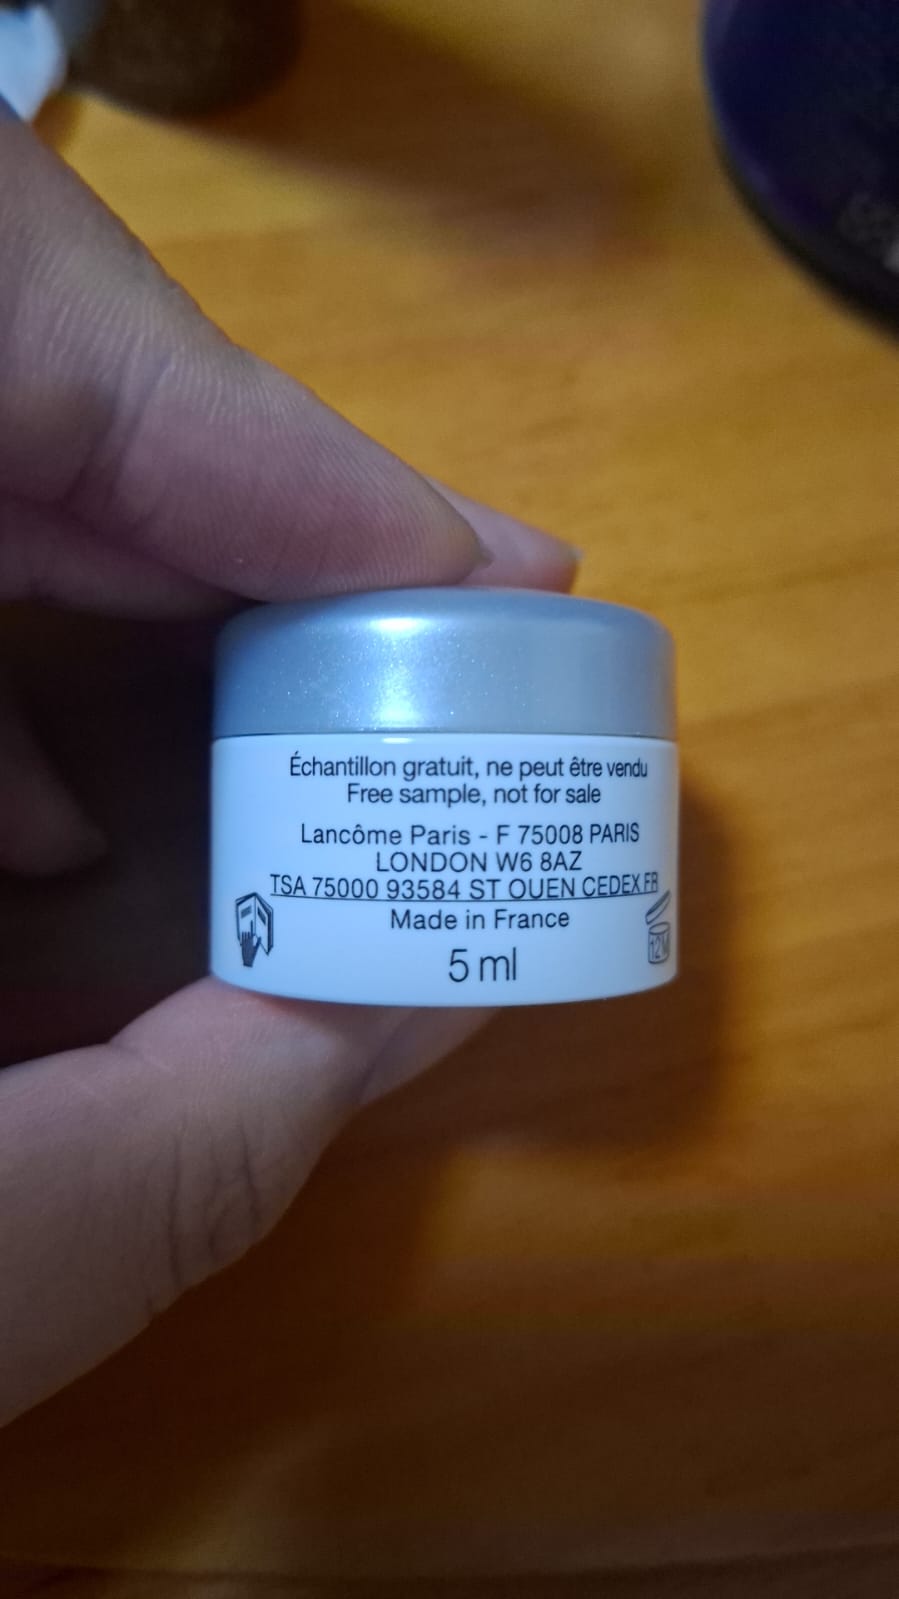 Échantillon gratuit, ne peut être vendu
Free sample, not for sale
Lancôme Paris - F 75008 PARIS
LONDON W6 8AZ
TSA 75000 93584 ST OUEN CEDEX FR
Made in France
12M
5 ml